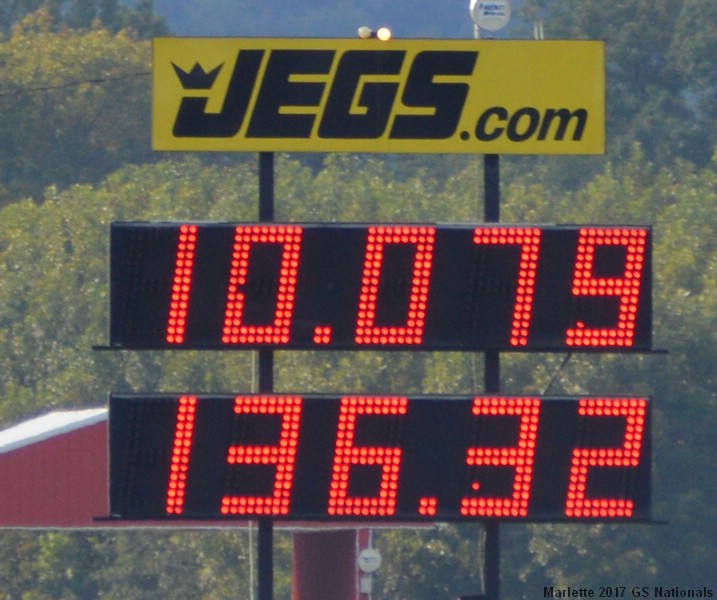 JEGS.com
10.079
136.32
Marlette 2017 GS Nationals